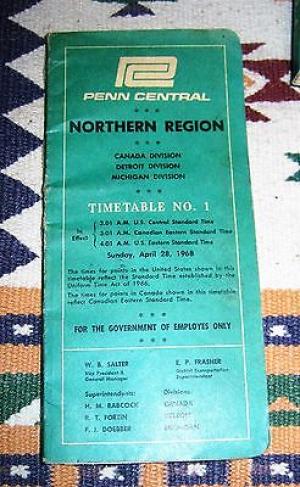 PENN CENTRAL
NORTHERN REGION
CANADA DIVISION
DETROIT DIVISION
MICHIGAN DIVISION
TIMETABLE NO. 1
In Effect
2.01 A.M. U.S. Central Standard Time
3.01 A.M. Canadian Eastern Standard Time
4.01 A.M. U.S. Eastern Standard Time
Sunday, April 28, 1968
The times for points in the United States shown in this
timetable reflect the Standard Time established by the
Uniform Time Act of 1966.
The times for points in Canada shown in this timetable
reflect Canadian Eastern Standard Time.
FOR THE GOVERNMENT OF EMPLOYES ONLY
W. B. SALTER E. P. FRASHER
Vice President & District Transportation
General Manager Superintendent
Superintendents: Divisions:
H. M. BABCOCK CANADA
R. T. FORTIN DETROIT
F. J. DOEBBER MICHIGAN